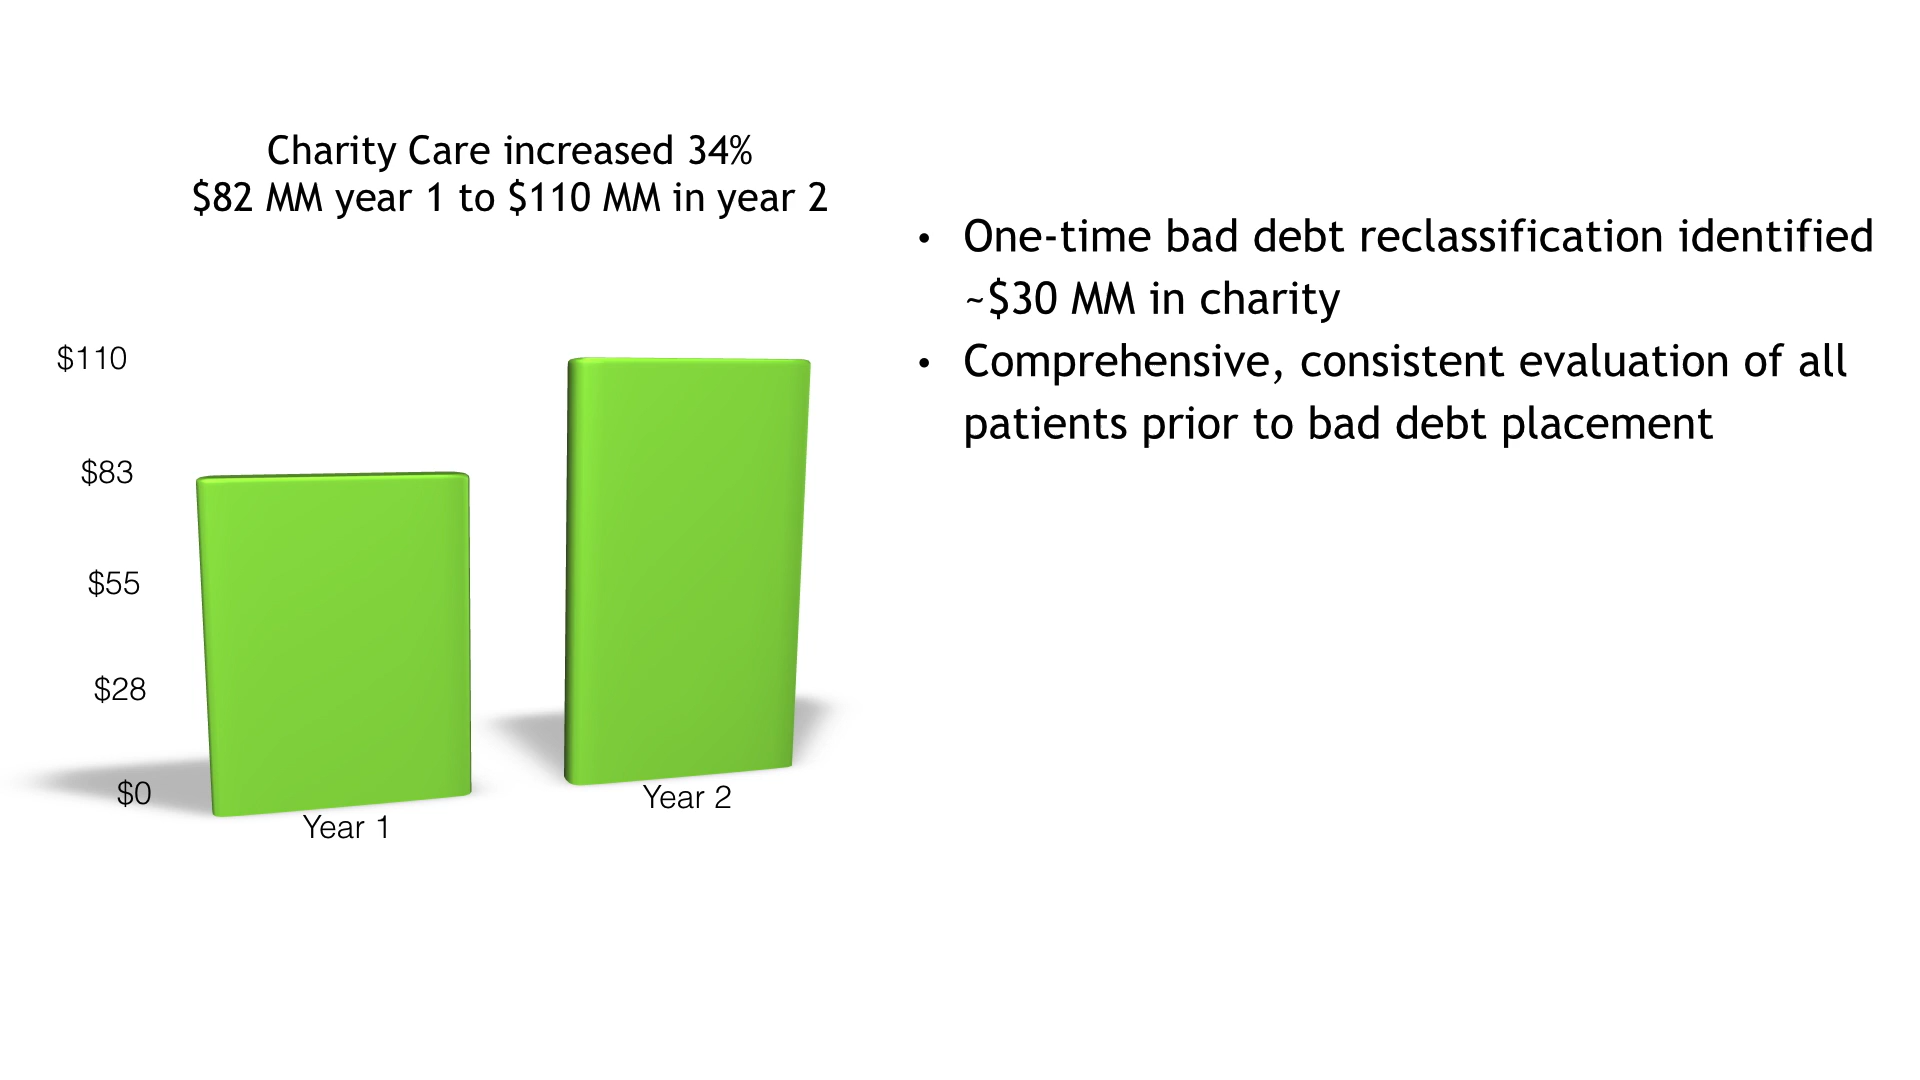 Charity Care increased 34%
$82 MM year 1 to $110 MM in year 2
$110
$83
$55
$28
$0
Year 1
Year 2
• One-time bad debt reclassification identified
~$30 MM in charity
• Comprehensive, consistent evaluation of all
patients prior to bad debt placement